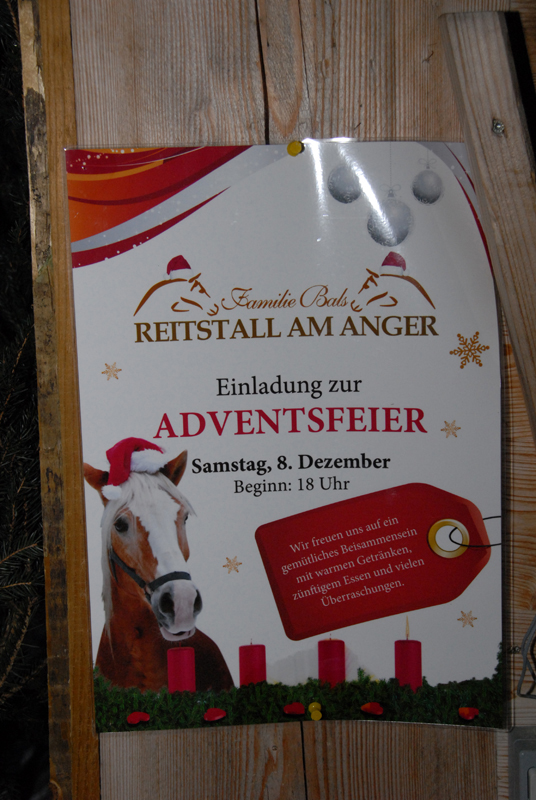 Familie Bals
REITSTALL AM ANGER
Einladung zur
ADVENTSFEIER
Samstag, 8. Dezember
Beginn: 18 Uhr
Wir freuen uns auf ein
gemütliches Beisammensein
mit warmen Getränken,
zünftigem Essen und vielen
Überraschungen.